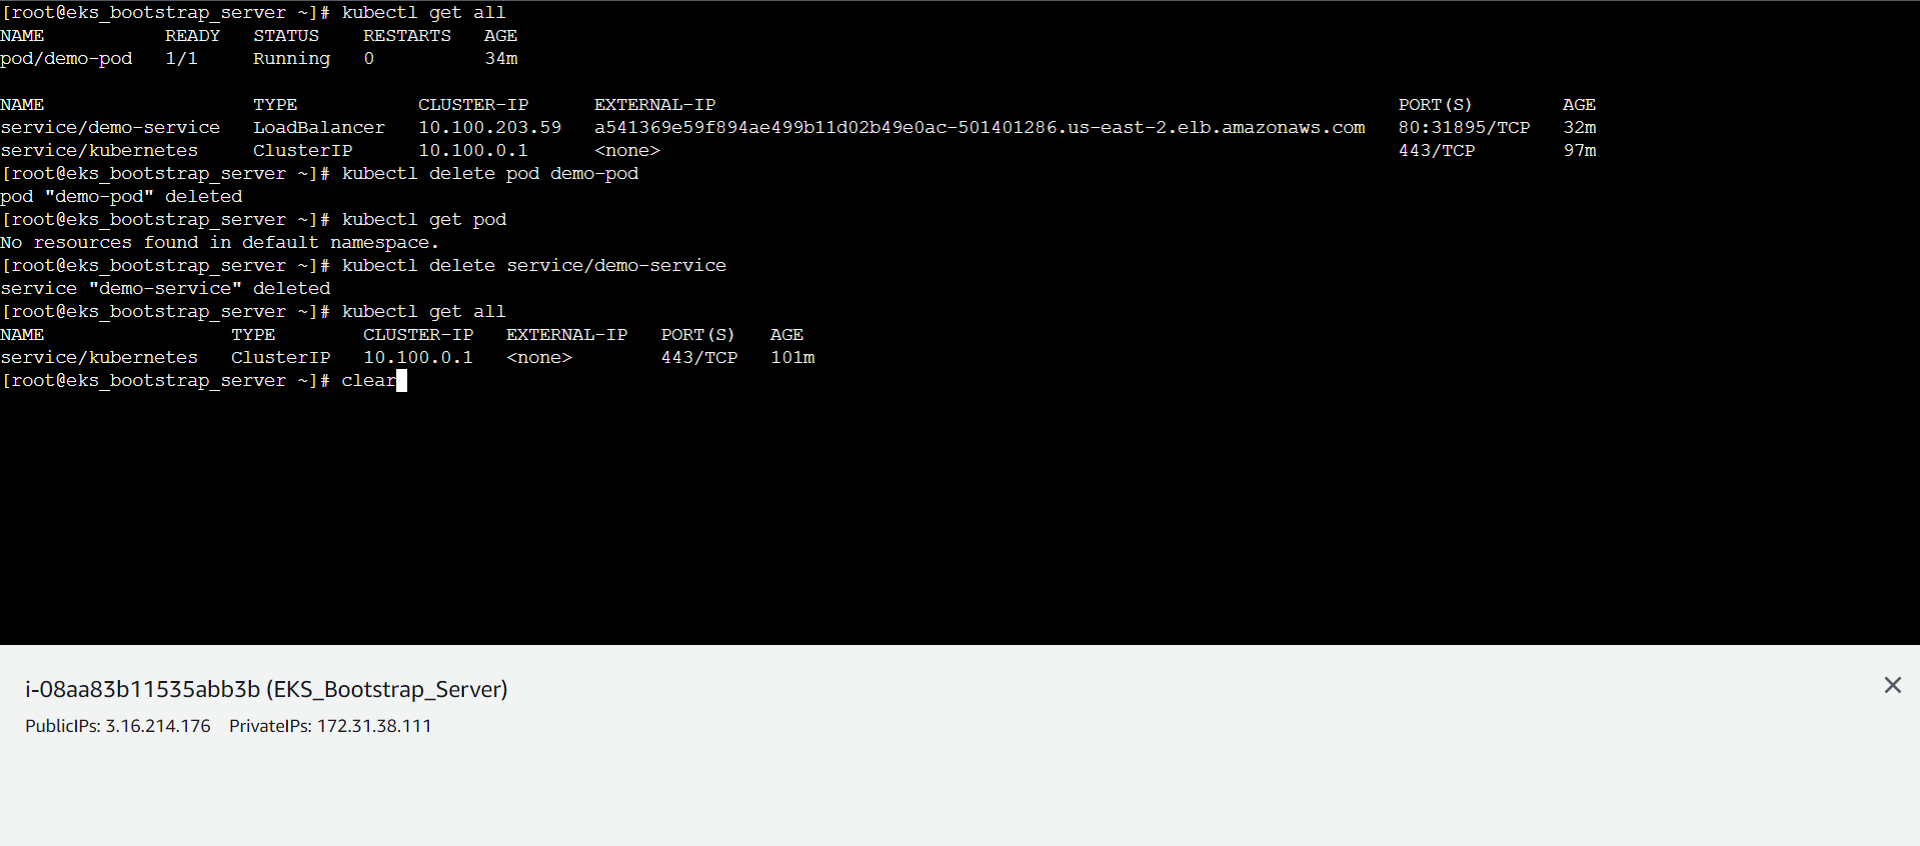 [root@eks_bootstrap_server ~]# kubectl get all
NAME READY STATUS RESTARTS AGE
pod/demo-pod 1/1 Running 0 34m
NAME TYPE CLUSTER-IP EXTERNAL-IP PORT(S) AGE
service/demo-service LoadBalancer 10.100.203.59 a541369e59f894ae499b11d02b49e0ac-501401286.us-east-2.elb.amazonaws.com 80:31895/TCP 32m
service/kubernetes ClusterIP 10.100.0.1 <none> 443/TCP 97m
[root@eks_bootstrap_server ~]# kubectl delete pod demo-pod
pod "demo-pod" deleted
[root@eks_bootstrap_server ~]# kubectl get pod
No resources found in default namespace.
[root@eks_bootstrap_server ~]# kubectl delete service/demo-service
service "demo-service" deleted
[root@eks_bootstrap_server ~]# kubectl get all
NAME TYPE CLUSTER-IP EXTERNAL-IP PORT(S) AGE
service/kubernetes ClusterIP 10.100.0.1 <none> 443/TCP 101m
[root@eks_bootstrap_server ~]# clear
i-08aa83b11535abb3b (EKS_Bootstrap_Server)
PublicIPs: 3.16.214.176 PrivateIPs: 172.31.38.111